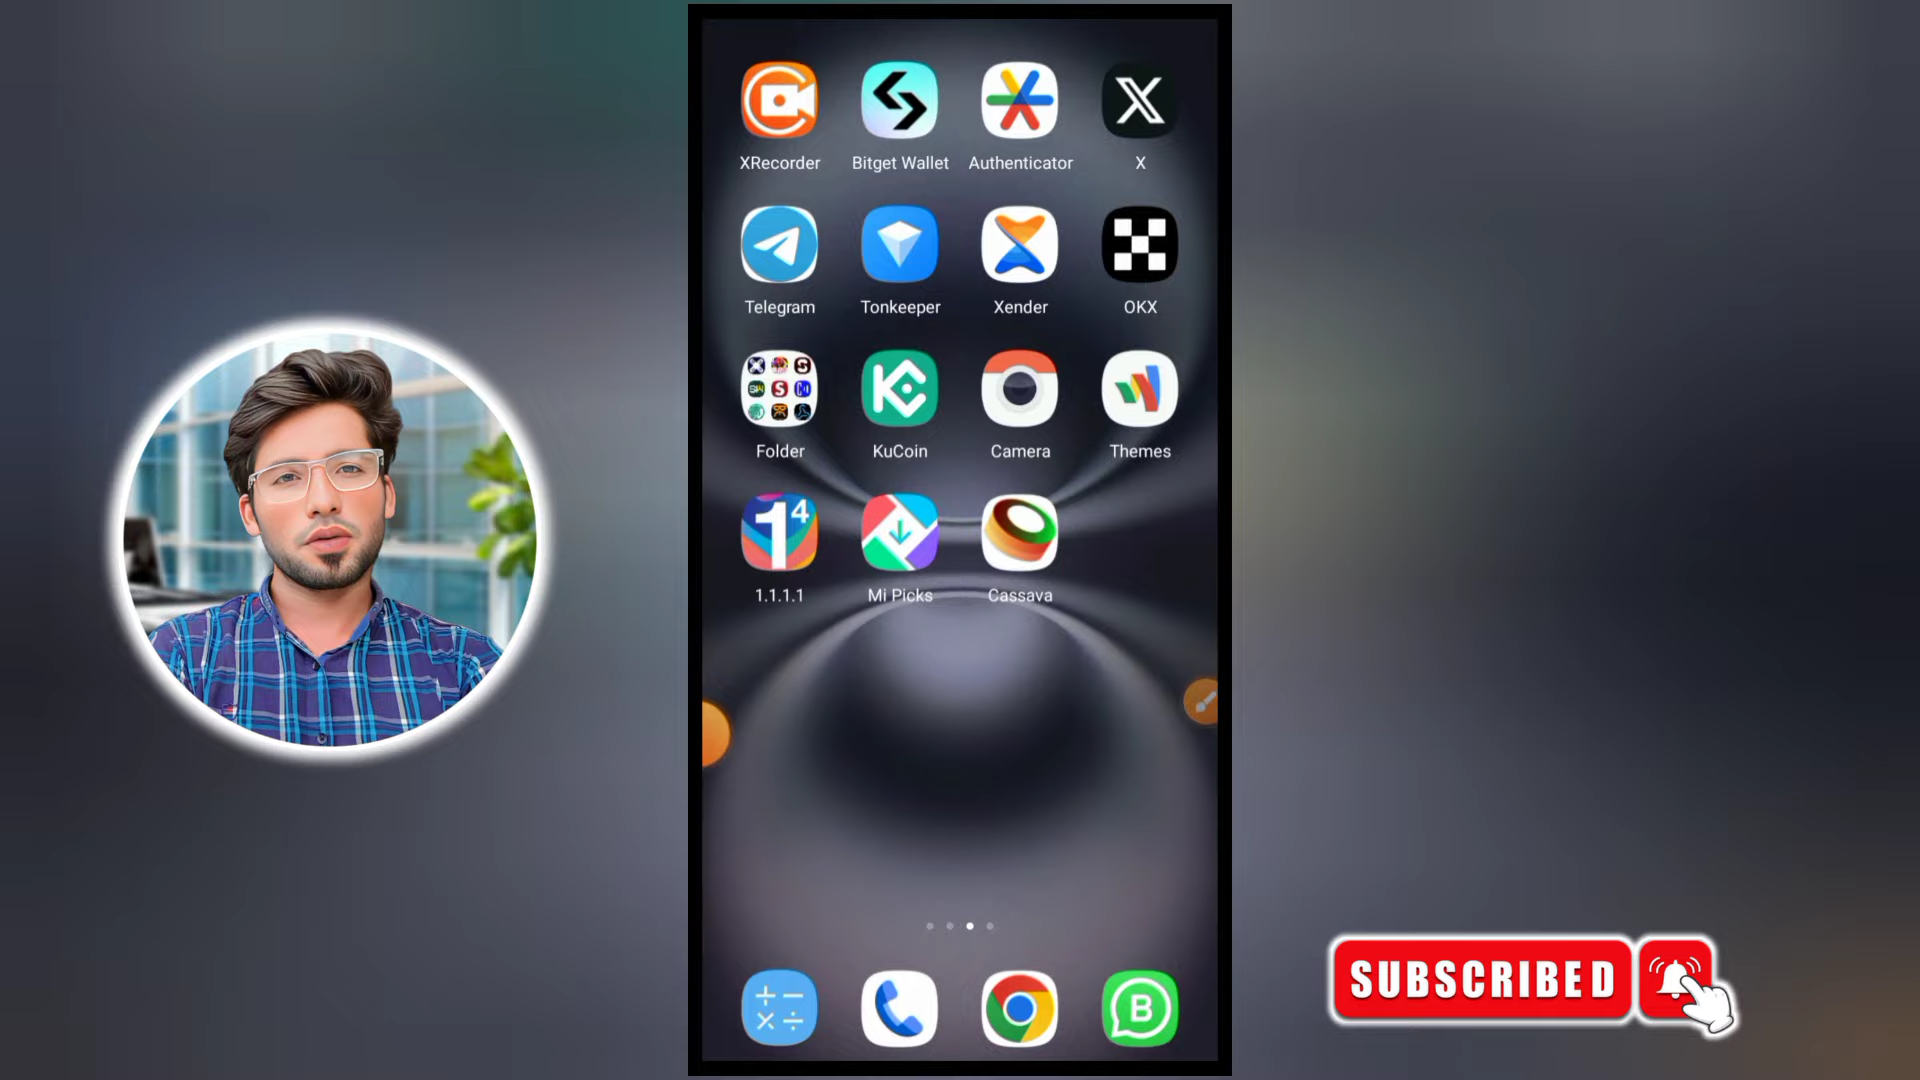 XRecorder
Bitget Wallet
Authenticator
X
Telegram
Tonkeeper
Xender
OKX
Folder
KuCoin
Camera
Themes
1⁴
1.1.1.1
Mi Picks
Cassava
B
SUBSCRIBED